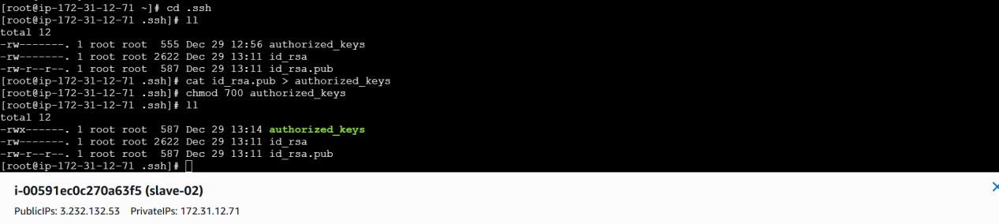 [root@ip-172-31-12-71 ~]# cd .ssh
[root@ip-172-31-12-71 .ssh]# ll
total 12
-rw-------. 1 root root  555 Dec 29 12:56 authorized_keys
-rw-------. 1 root root 2622 Dec 29 13:11 id_rsa
-rw-r--r--. 1 root root  587 Dec 29 13:11 id_rsa.pub
[root@ip-172-31-12-71 .ssh]# cat id_rsa.pub > authorized_keys
[root@ip-172-31-12-71 .ssh]# chmod 700 authorized_keys
[root@ip-172-31-12-71 .ssh]# ll
total 12
-rwx------. 1 root root  587 Dec 29 13:14 authorized_keys
-rw-------. 1 root root 2622 Dec 29 13:11 id_rsa
-rw-r--r--. 1 root root  587 Dec 29 13:11 id_rsa.pub
[root@ip-172-31-12-71 .ssh]#
i-00591ec0c270a63f5 (slave-02)
PublicIPs: 3.232.132.53 PrivateIPs: 172.31.12.71